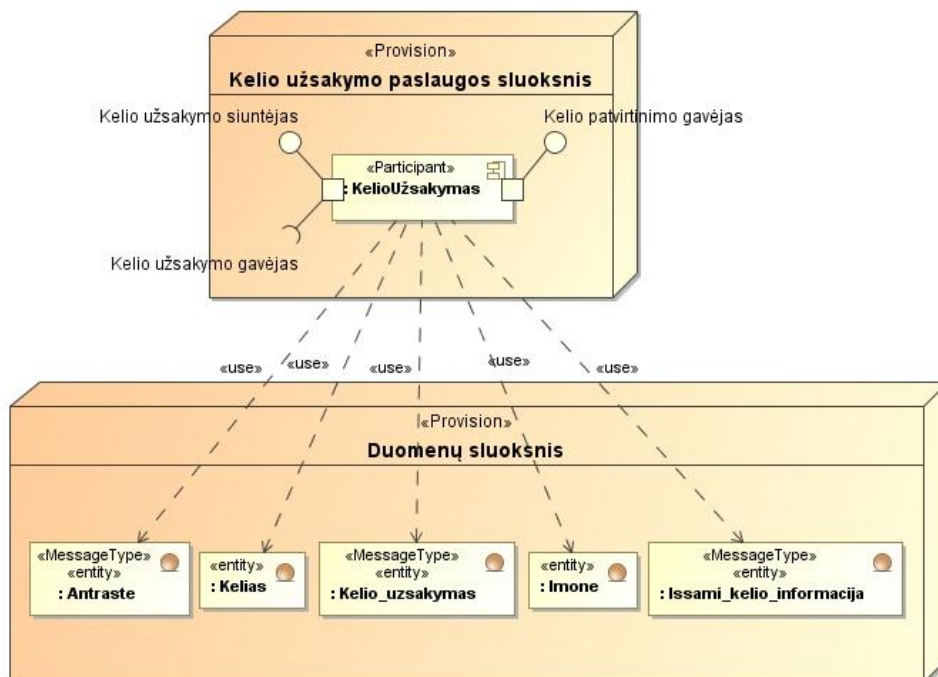 «Provision»
Kelio užsakymo paslaugos sluoksnis
Kelio užsakymo siuntėjas
Kelio patvirtinimo gavėjas
«Participant»
: KelioUžsakymas
Kelio užsakymo gavėjas
«use»
«use»
«use»
«use»
«use»
«Provision»
Duomenų sluoksnis
«MessageType»
«entity»
: Antraste
«entity»
: Kelias
«MessageType»
«entity»
: Kelio_uzsakymas
«entity»
: Imone
«MessageType»
«entity»
: Issami_kelio_informacija